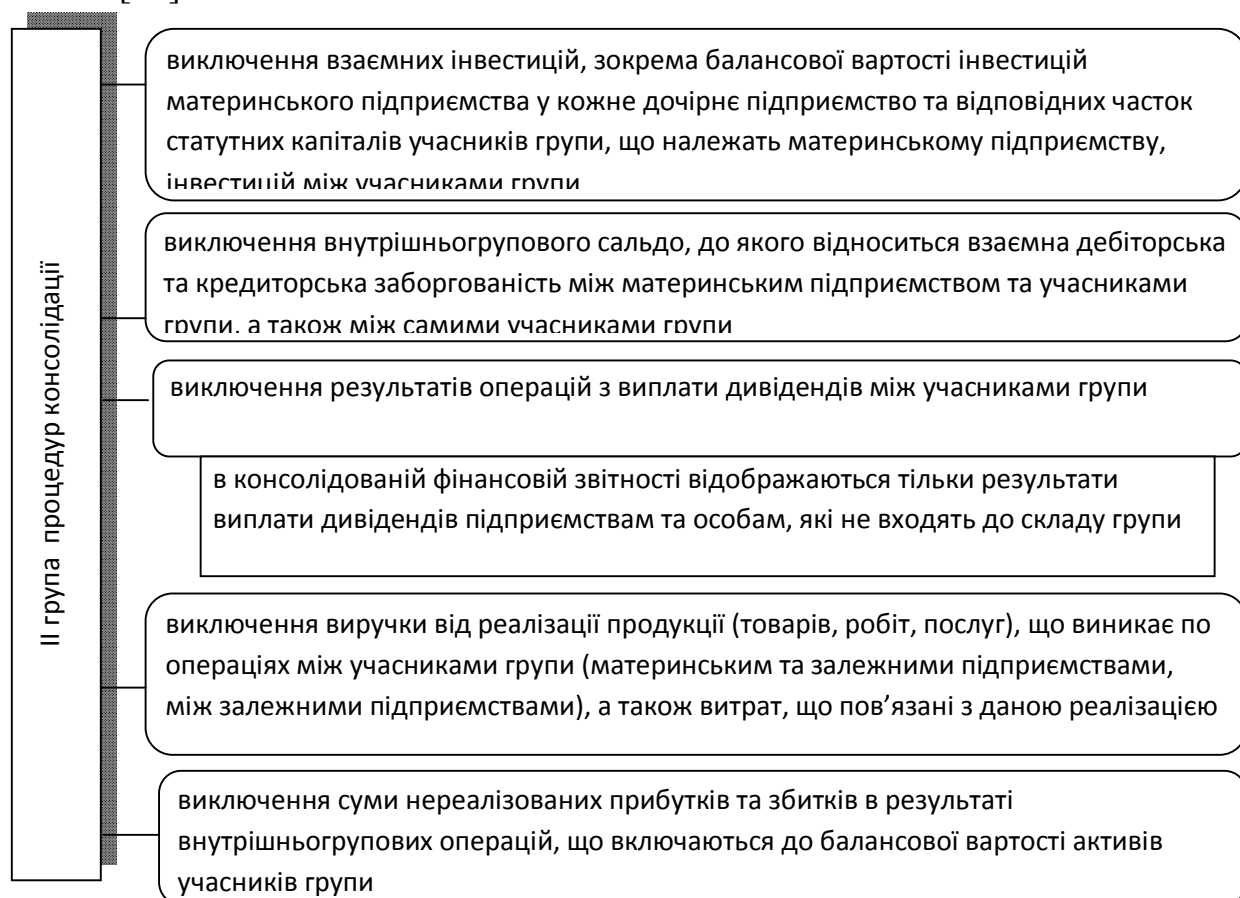 ІІ група процедур консолідації
виключення взаємних інвестицій, зокрема балансової вартості інвестицій
материнського підприємства у кожне дочірнє підприємство та відповідних часток
статутних капіталів учасників групи, що належать материнському підприємству,
інвестицій між учасниками групи
виключення внутрішньогрупового сальдо, до якого відноситься взаємна дебіторська
та кредиторська заборгованість між материнським підприємством та учасниками
групи, а також між самими учасниками групи
виключення результатів операцій з виплати дивідендів між учасниками групи
в консолідованій фінансовій звітності відображаються тільки результати
виплати дивідендів підприємствам та особам, які не входять до складу групи
виключення виручки від реалізації продукції (товарів, робіт, послуг), що виникає по
операціях між учасниками групи (материнським та залежними підприємствами,
між залежними підприємствами), а також витрат, що пов’язані з даною реалізацією
виключення суми нереалізованих прибутків та збитків в результаті
внутрішньогрупових операцій, що включаються до балансової вартості активів
учасників групи